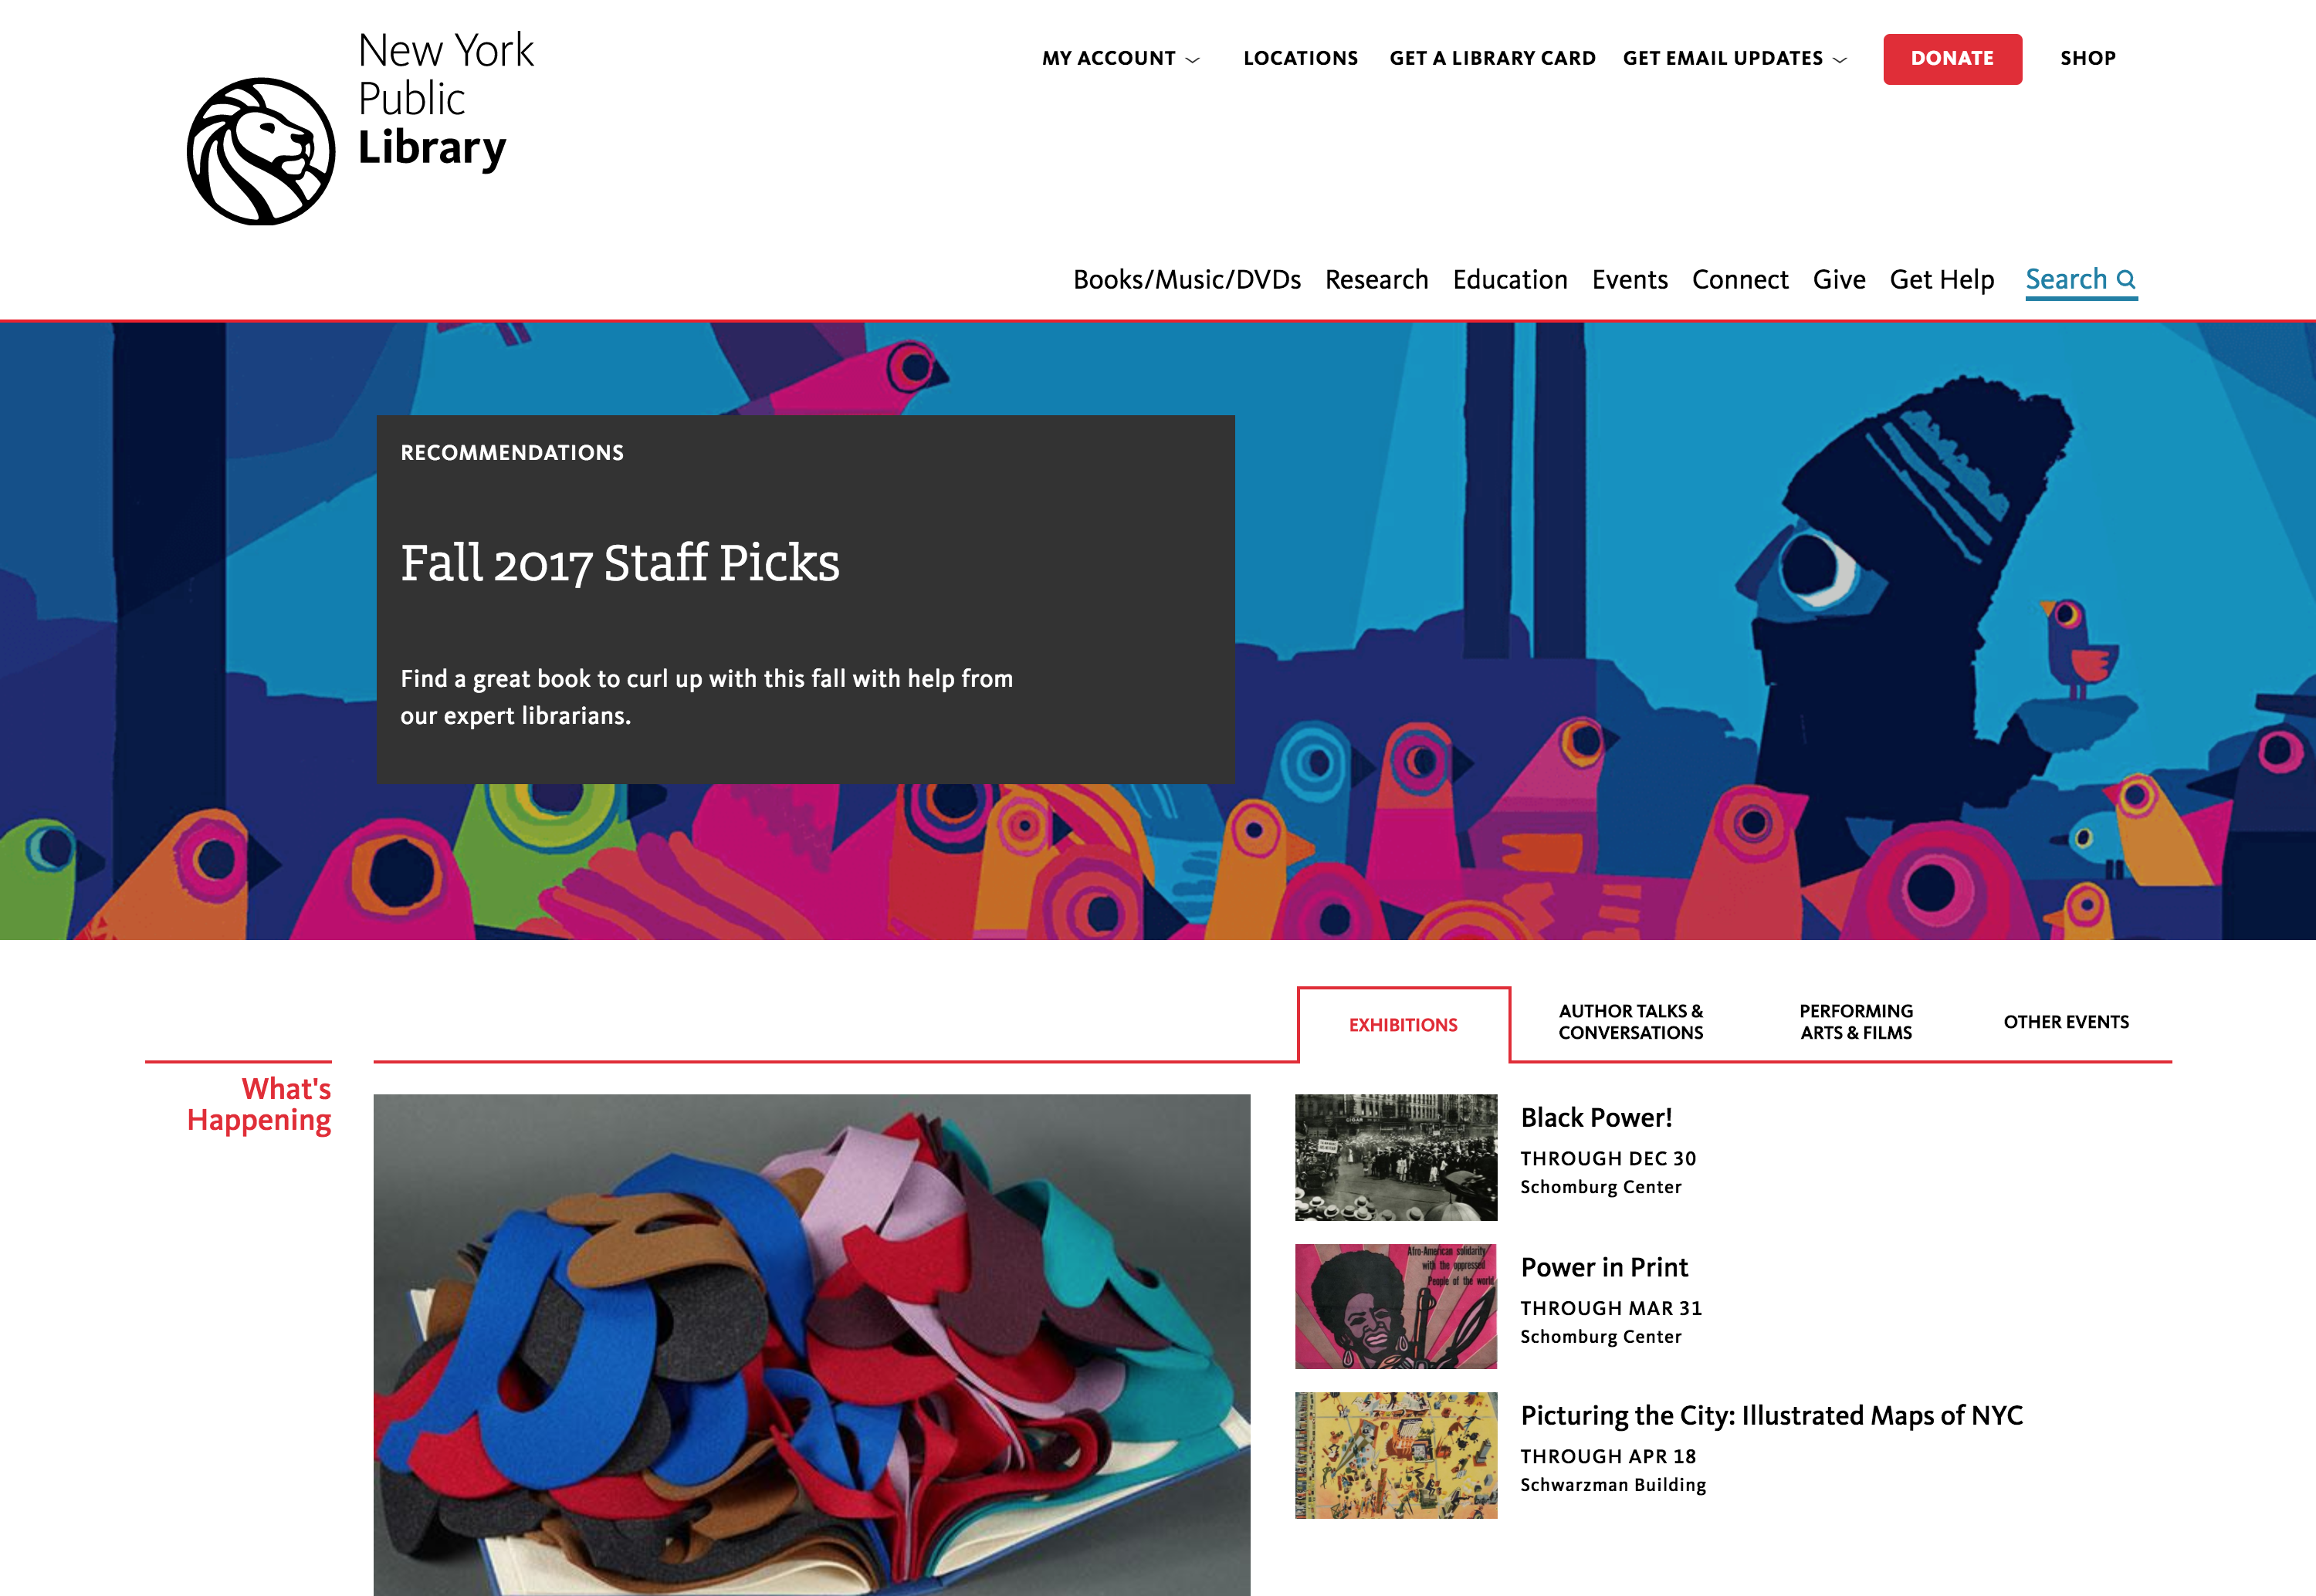 New York
Public
Library
MY ACCOUNT
LOCATIONS
GET A LIBRARY CARD
GET EMAIL UPDATES
DONATE
SHOP
Books/Music/DVDs
Research
Education
Events
Connect
Give
Get Help
Search
RECOMMENDATIONS
Fall 2017 Staff Picks
Find a great book to curl up with this fall with help from
our expert librarians.
What's
Happening
EXHIBITIONS
AUTHOR TALKS &
CONVERSATIONS
PERFORMING
ARTS & FILMS
OTHER EVENTS
Black Power!
THROUGH DEC 30
Schomburg Center
Afro-American solidarity
with the oppressed
People of the world
Power in Print
THROUGH MAR 31
Schomburg Center
Picturing the City: Illustrated Maps of NYC
THROUGH APR 18
Schwarzman Building